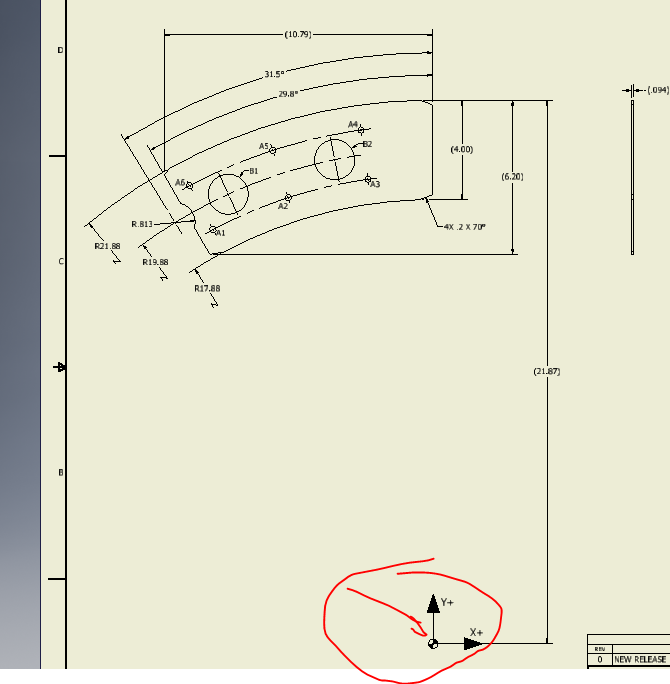 D
(10.79)
31.5°
29.8°
(.094)
A4
A5
B2
(4.00)
B1
(6.20)
A6
A3
A2
R.813
A1
4X .2 X 70°
R21.88
R19.88
C
R17.88
(21.87)
B
Y+
X+
REV
0 NEW RELEASE